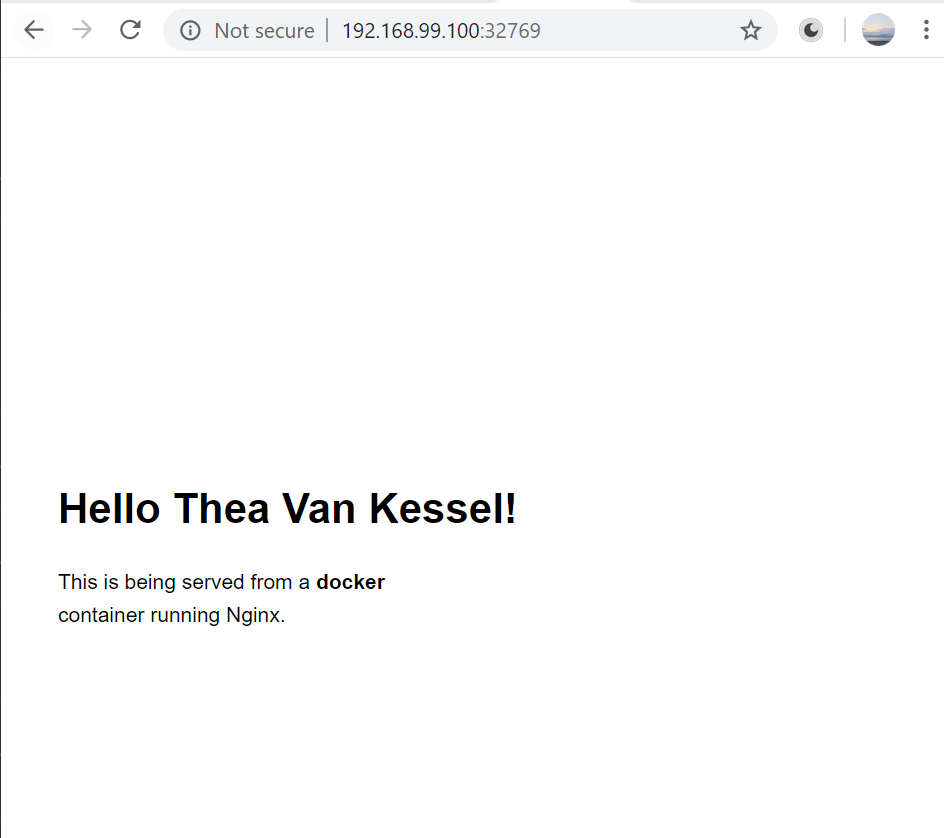 Not secure | 192.168.99.100:32769
Hello Thea Van Kessel!
This is being served from a docker
container running Nginx.